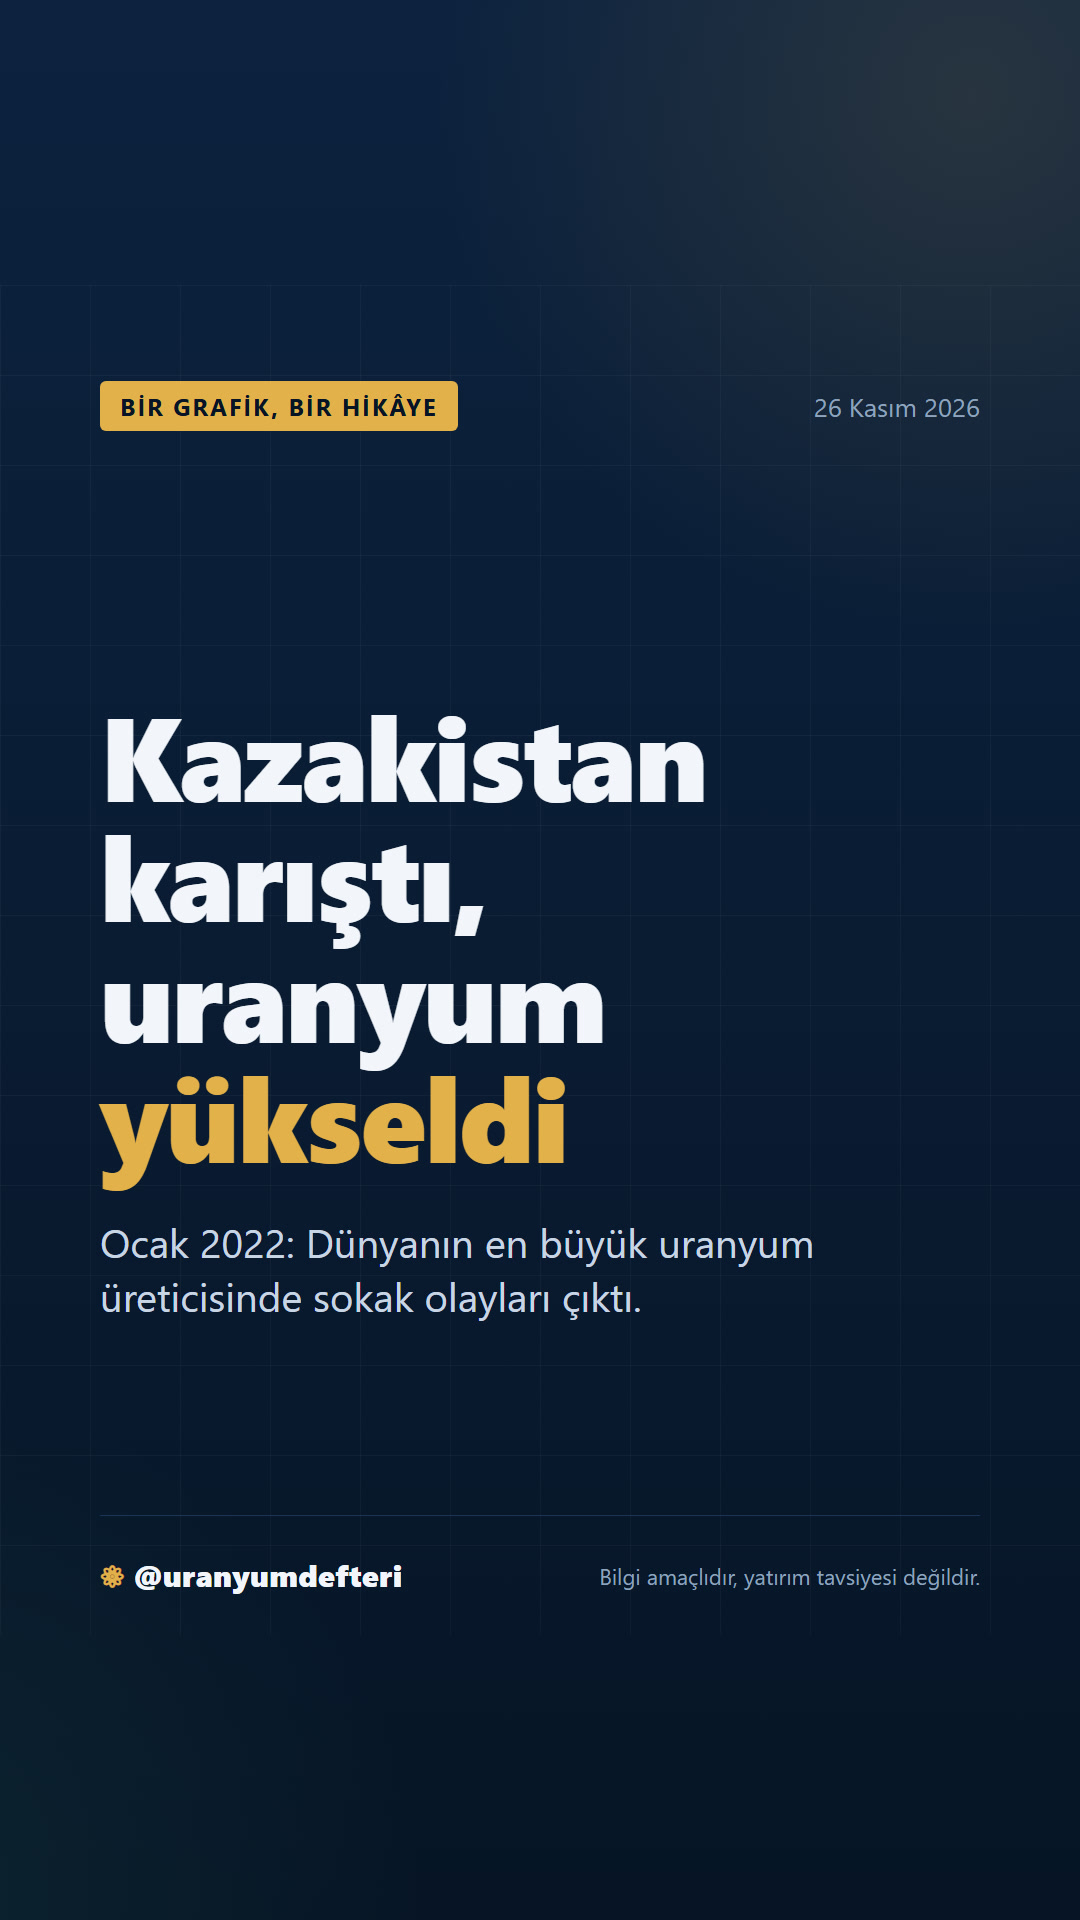 BİR GRAFİK, BİR HİKÂYE
26 Kasım 2026
Kazakistan
karıştı,
uranyum
yükseldi
Ocak 2022: Dünyanın en büyük uranyum
üreticisinde sokak olayları çıktı.
@uranyumdefteri
Bilgi amaçlıdır, yatırım tavsiyesi değildir.